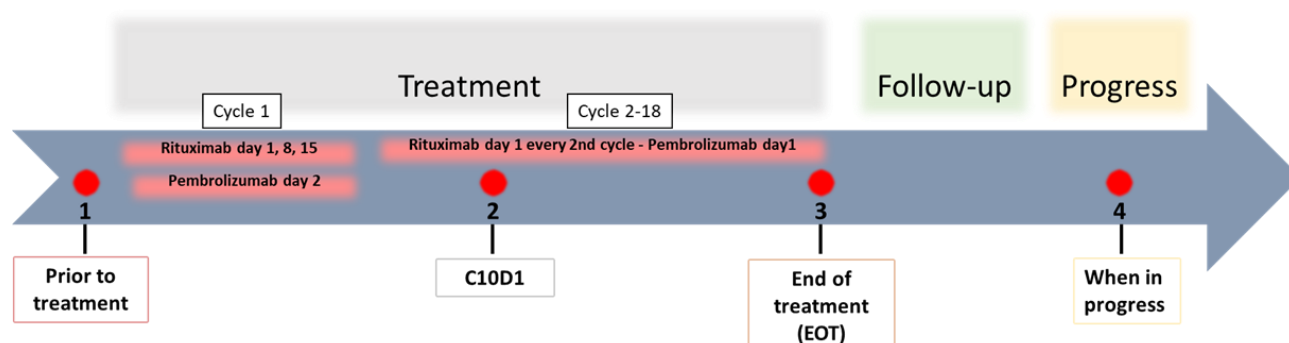 Treatment
Follow-up
Progress
Cycle 1
Cycle 2-18
Rituximab day 1, 8, 15
Rituximab day 1 every 2nd cycle - Pembrolizumab day1
Pembrolizumab day 2
1
2
3
4
Prior to
treatment
C10D1
End of
treatment
(EOT)
When in
progress